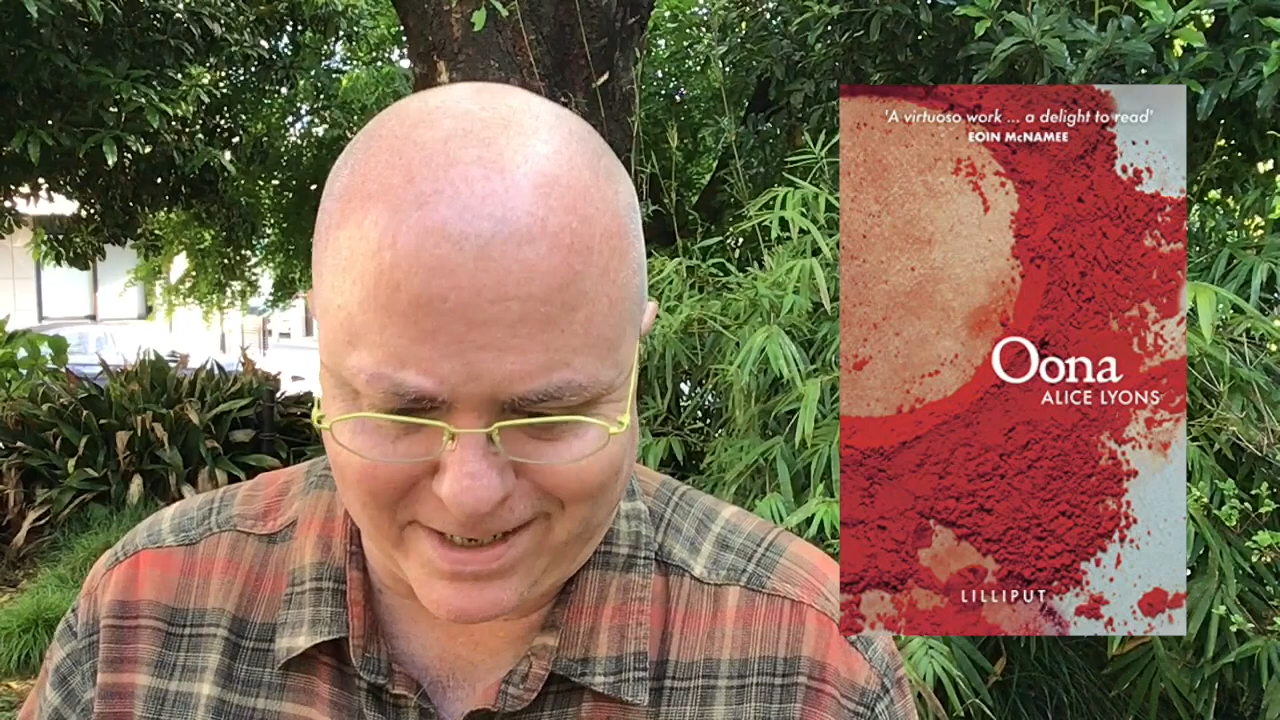 'A virtuoso work ... a delight to read'
EOIN McNAMEE
Oona
ALICE LYONS
LILLIPUT